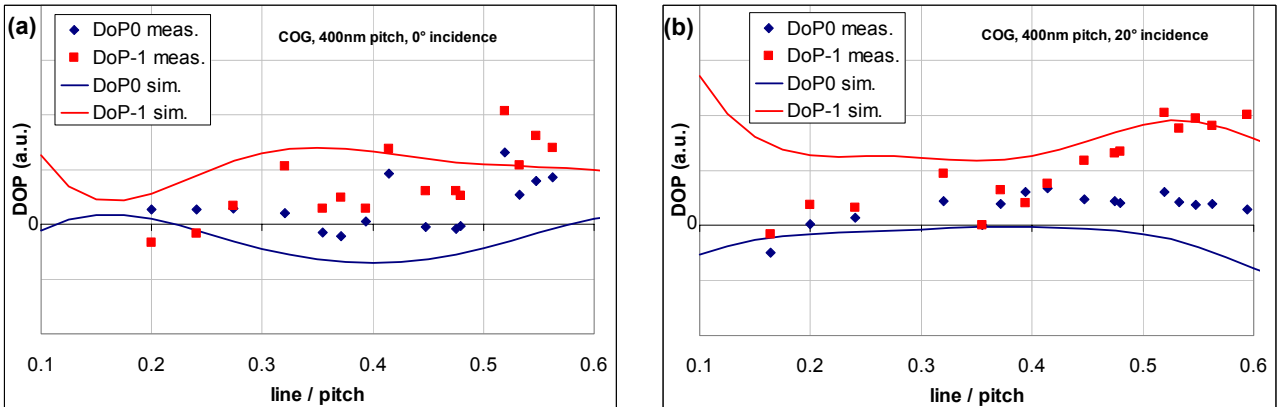 (a)
DoP0 meas.
DoP-1 meas.
DoP0 sim.
DoP-1 sim.
COG, 400nm pitch, 0° incidence
DOP (a.u.)
0
0.1 0.2 0.3 0.4 0.5 0.6
line / pitch
(b)
DoP0 meas.
DoP-1 meas.
DoP0 sim.
DoP-1 sim.
COG, 400nm pitch, 20° incidence
DOP (a.u.)
0
0.1 0.2 0.3 0.4 0.5 0.6
line / pitch